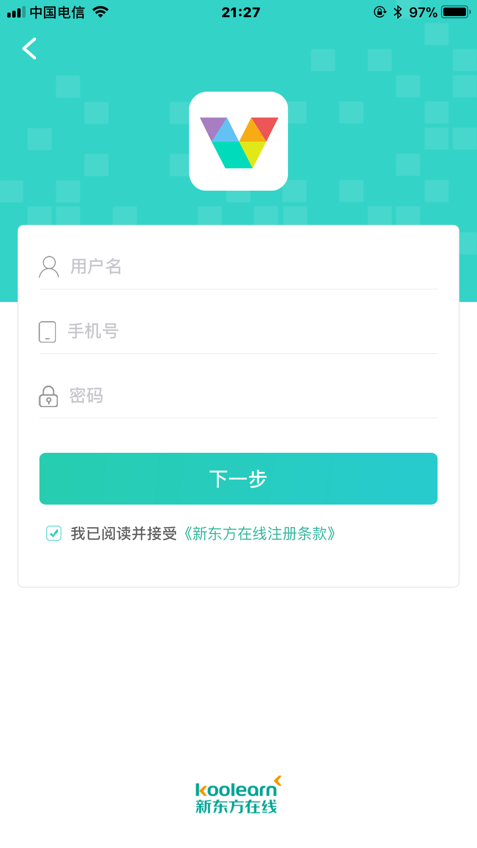 中国电信 21:27 97%
用户名
手机号
密码
下一步
我已阅读并接受《新东方在线注册条款》
koolearn
新东方在线